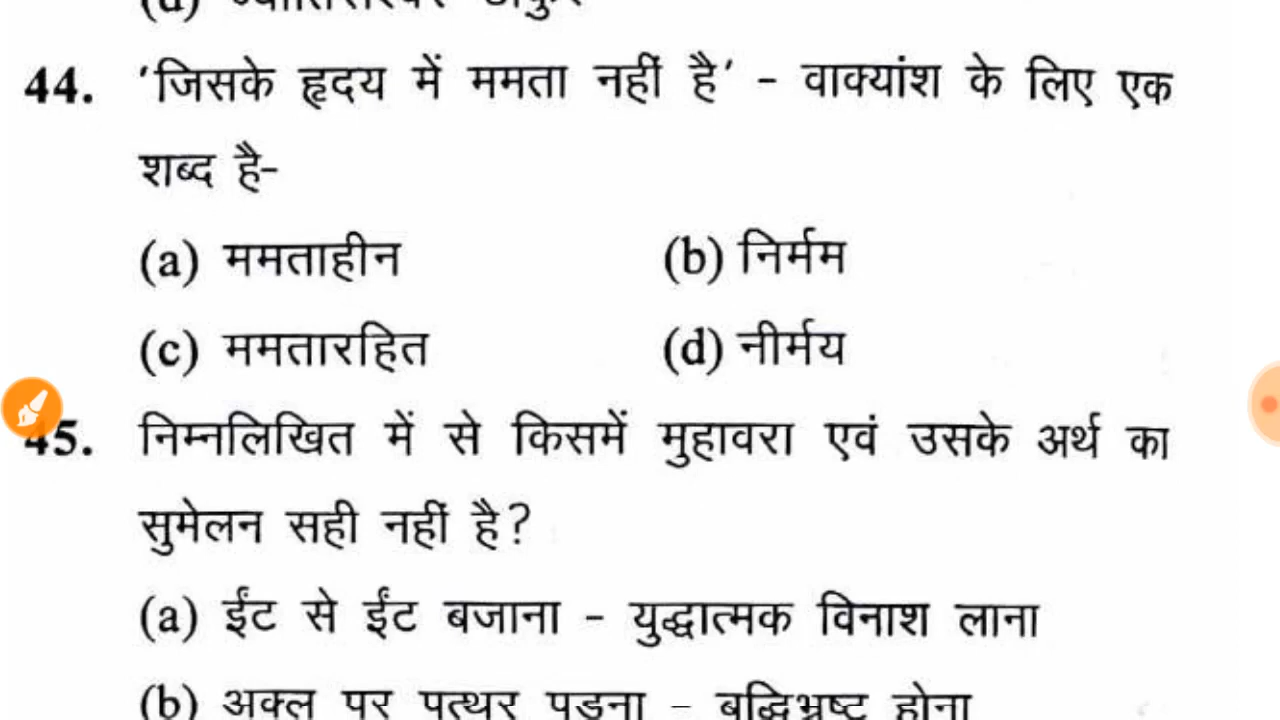 44. 'जिसके हृदय में ममता नहीं है' - वाक्यांश के लिए एक
शब्द है-
(a) ममताहीन (b) निर्मम
(c) ममतारहित (d) नीर्मय
45. निम्नलिखित में से किसमें मुहावरा एवं उसके अर्थ का
सुमेलन सही नहीं है?
(a) ईंट से ईंट बजाना - युद्धात्मक विनाश लाना
(b) अक्ल पर पत्थर पड़ना - बुद्धिभ्रष्ट होना